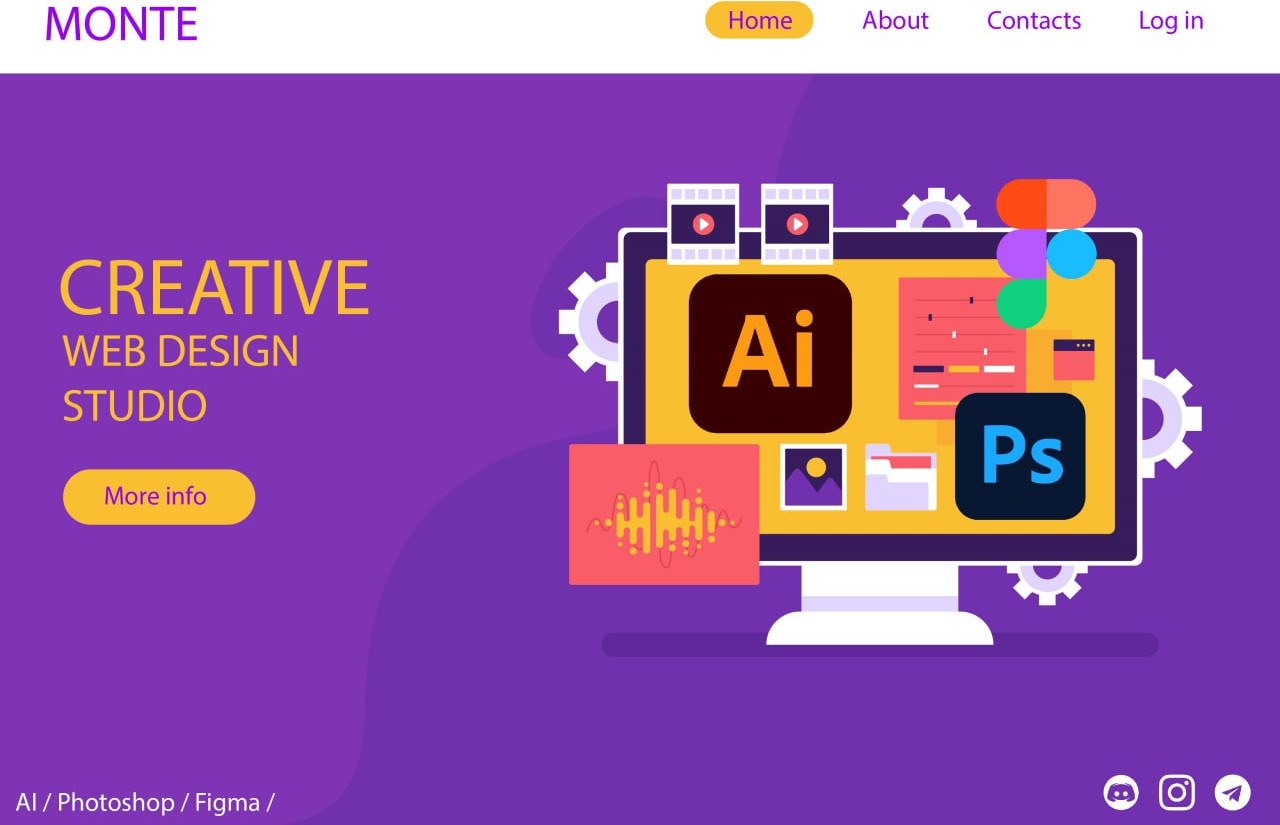 MONTE
Home About Contacts Log in
CREATIVE
WEB DESIGN
STUDIO
More info
Ai
Ps
AI / Photoshop / Figma /